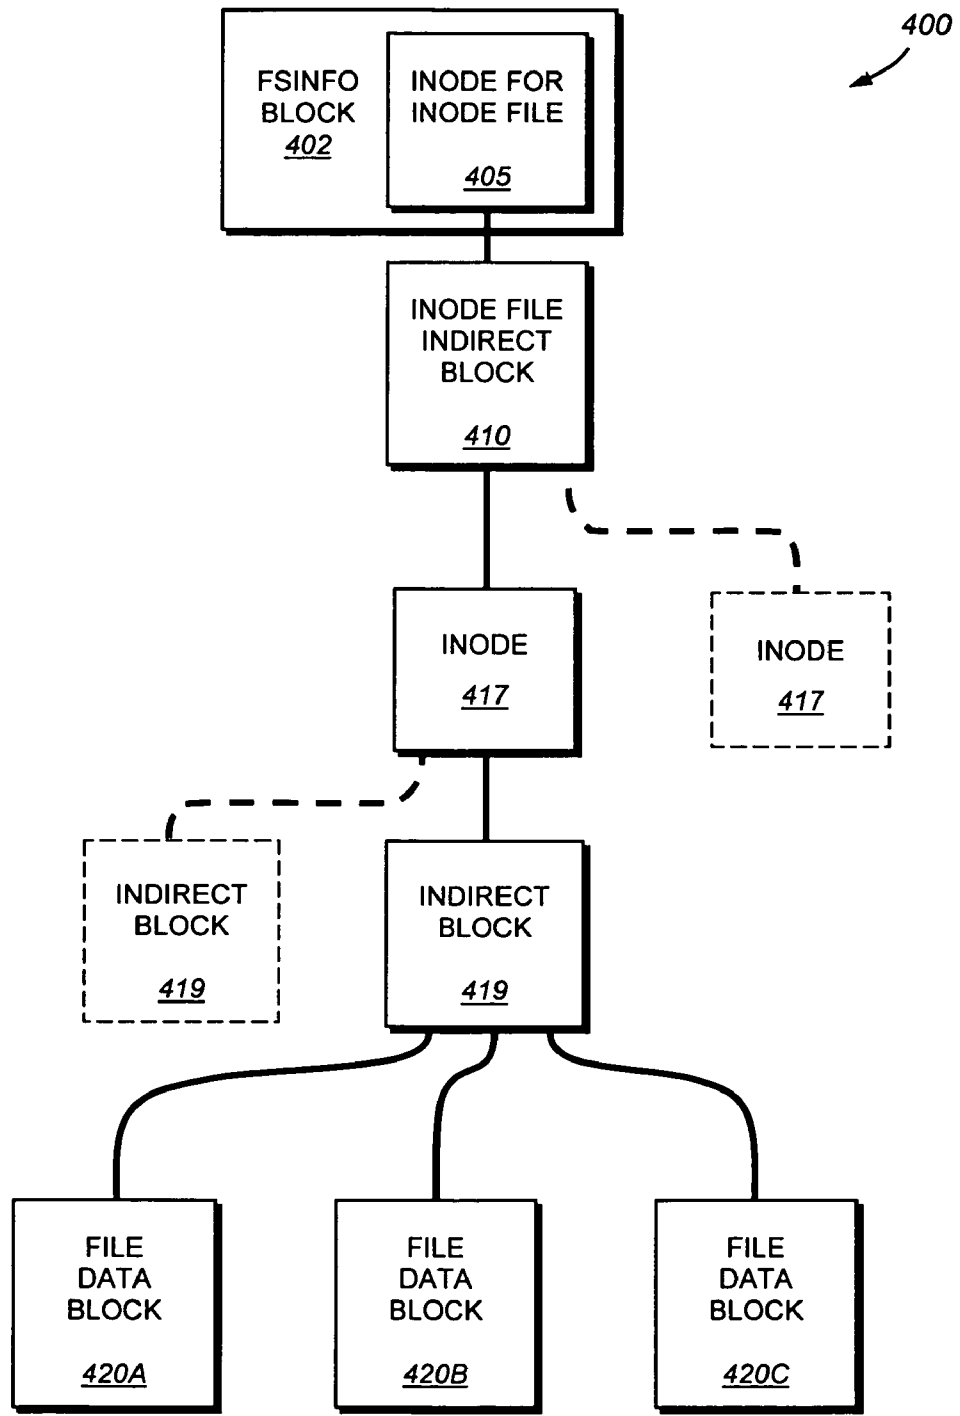 400
FSINFO
BLOCK
402
INODE FOR
INODE FILE
405
INODE FILE
INDIRECT
BLOCK
410
INODE
417
INODE
417
INDIRECT
BLOCK
419
INDIRECT
BLOCK
419
FILE
DATA
BLOCK
420A
FILE
DATA
BLOCK
420B
FILE
DATA
BLOCK
420C